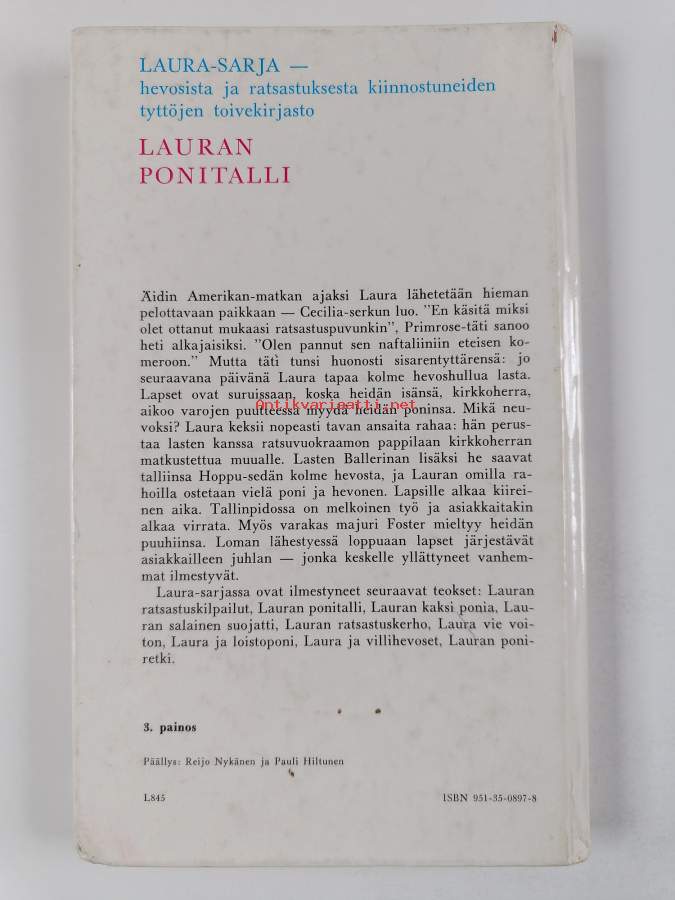 LAURA-SARJA —
hevosista ja ratsastuksesta kiinnostuneiden
tyttöjen toivekirjasto
LAURAN
PONITALLI
Äidin Amerikan-matkan ajaksi Laura lähetetään hieman
pelottavaan paikkaan — Cecilia-serkun luo. ”En käsitä miksi
olet ottanut mukaasi ratsastuspuvunkin”, Primrose-täti sanoo
heti alkajaisiksi. ”Olen pannut sen naftaliiniin eteisen ko-
meroon.” Mutta täti tunsi huonosti sisarentyttärensä: jo
seuraavana päivänä Laura tapaa kolme hevoshullua lasta.
Lapset ovat suruissaan, koska heidän isänsä, kirkkoherra,
aikoo varojen puutteessa myydä heidän poninsa. Mikä neu-
Antikvariaatti.net
voksi? Laura keksii nopeasti tavan ansaita rahaa: hän perus-
taa lasten kanssa ratsuvuokraamon pappilaan kirkkoherran
matkustettua muualle. Lasten Ballerinan lisäksi he saavat
talliinsa Hoppu-sedän kolme hevosta, ja Lauran omilla ra-
hoilla ostetaan vielä poni ja hevonen. Lapsille alkaa kiirei-
nen aika. Tallinpidossa on melkoinen työ ja asiakkaitakin
alkaa virrata. Myös varakas majuri Foster mieltyy heidän
puuhiinsa. Loman lähestyessä loppuaan lapset järjestävät
asiakkailleen juhlan — jonka keskelle yllättyneet vanhem-
mat ilmestyvät.
Laura-sarjassa ovat ilmestyneet seuraavat teokset: Lauran
ratsastuskilpailut, Lauran ponitalli, Lauran kaksi ponia, Lau-
ran salainen suojatti, Lauran ratsastuskerho, Laura vie voi-
ton, Laura ja loistoponi, Laura ja villihevoset, Lauran poni-
retki.
3. painos
Päällys: Reijo Nykänen ja Pauli Hiltunen
L845 ISBN 951-35-0897-8